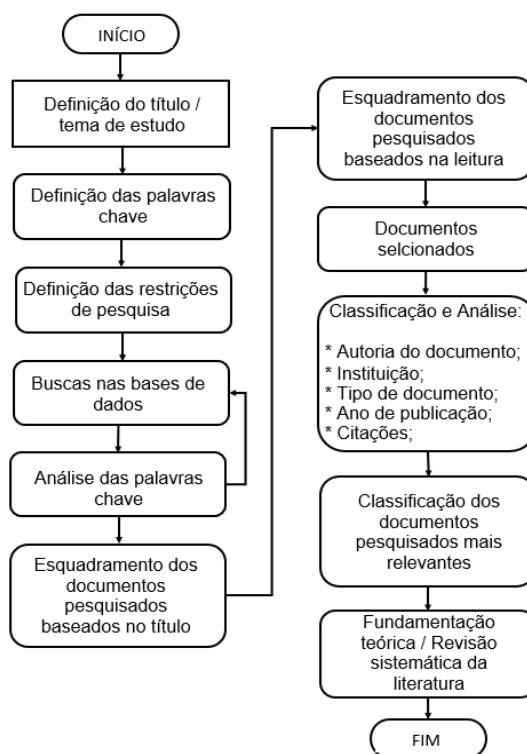 INÍCIO
Definição do título /
tema de estudo
Definição das palavras
chave
Definição das restrições
de pesquisa
Buscas nas bases de
dados
Análise das palavras
chave
Esquadramento dos
documentos
pesquisados
baseados no título
Esquadramento dos
documentos
pesquisados
baseados na leitura
Documentos
selcionados
Classificação e Análise:
* Autoria do documento;
* Instituição;
* Tipo de documento;
* Ano de publicação;
* Citações;
Classificação dos
documentos
pesquisados mais
relevantes
Fundamentação
teórica / Revisão
sistemática da
literatura
FIM